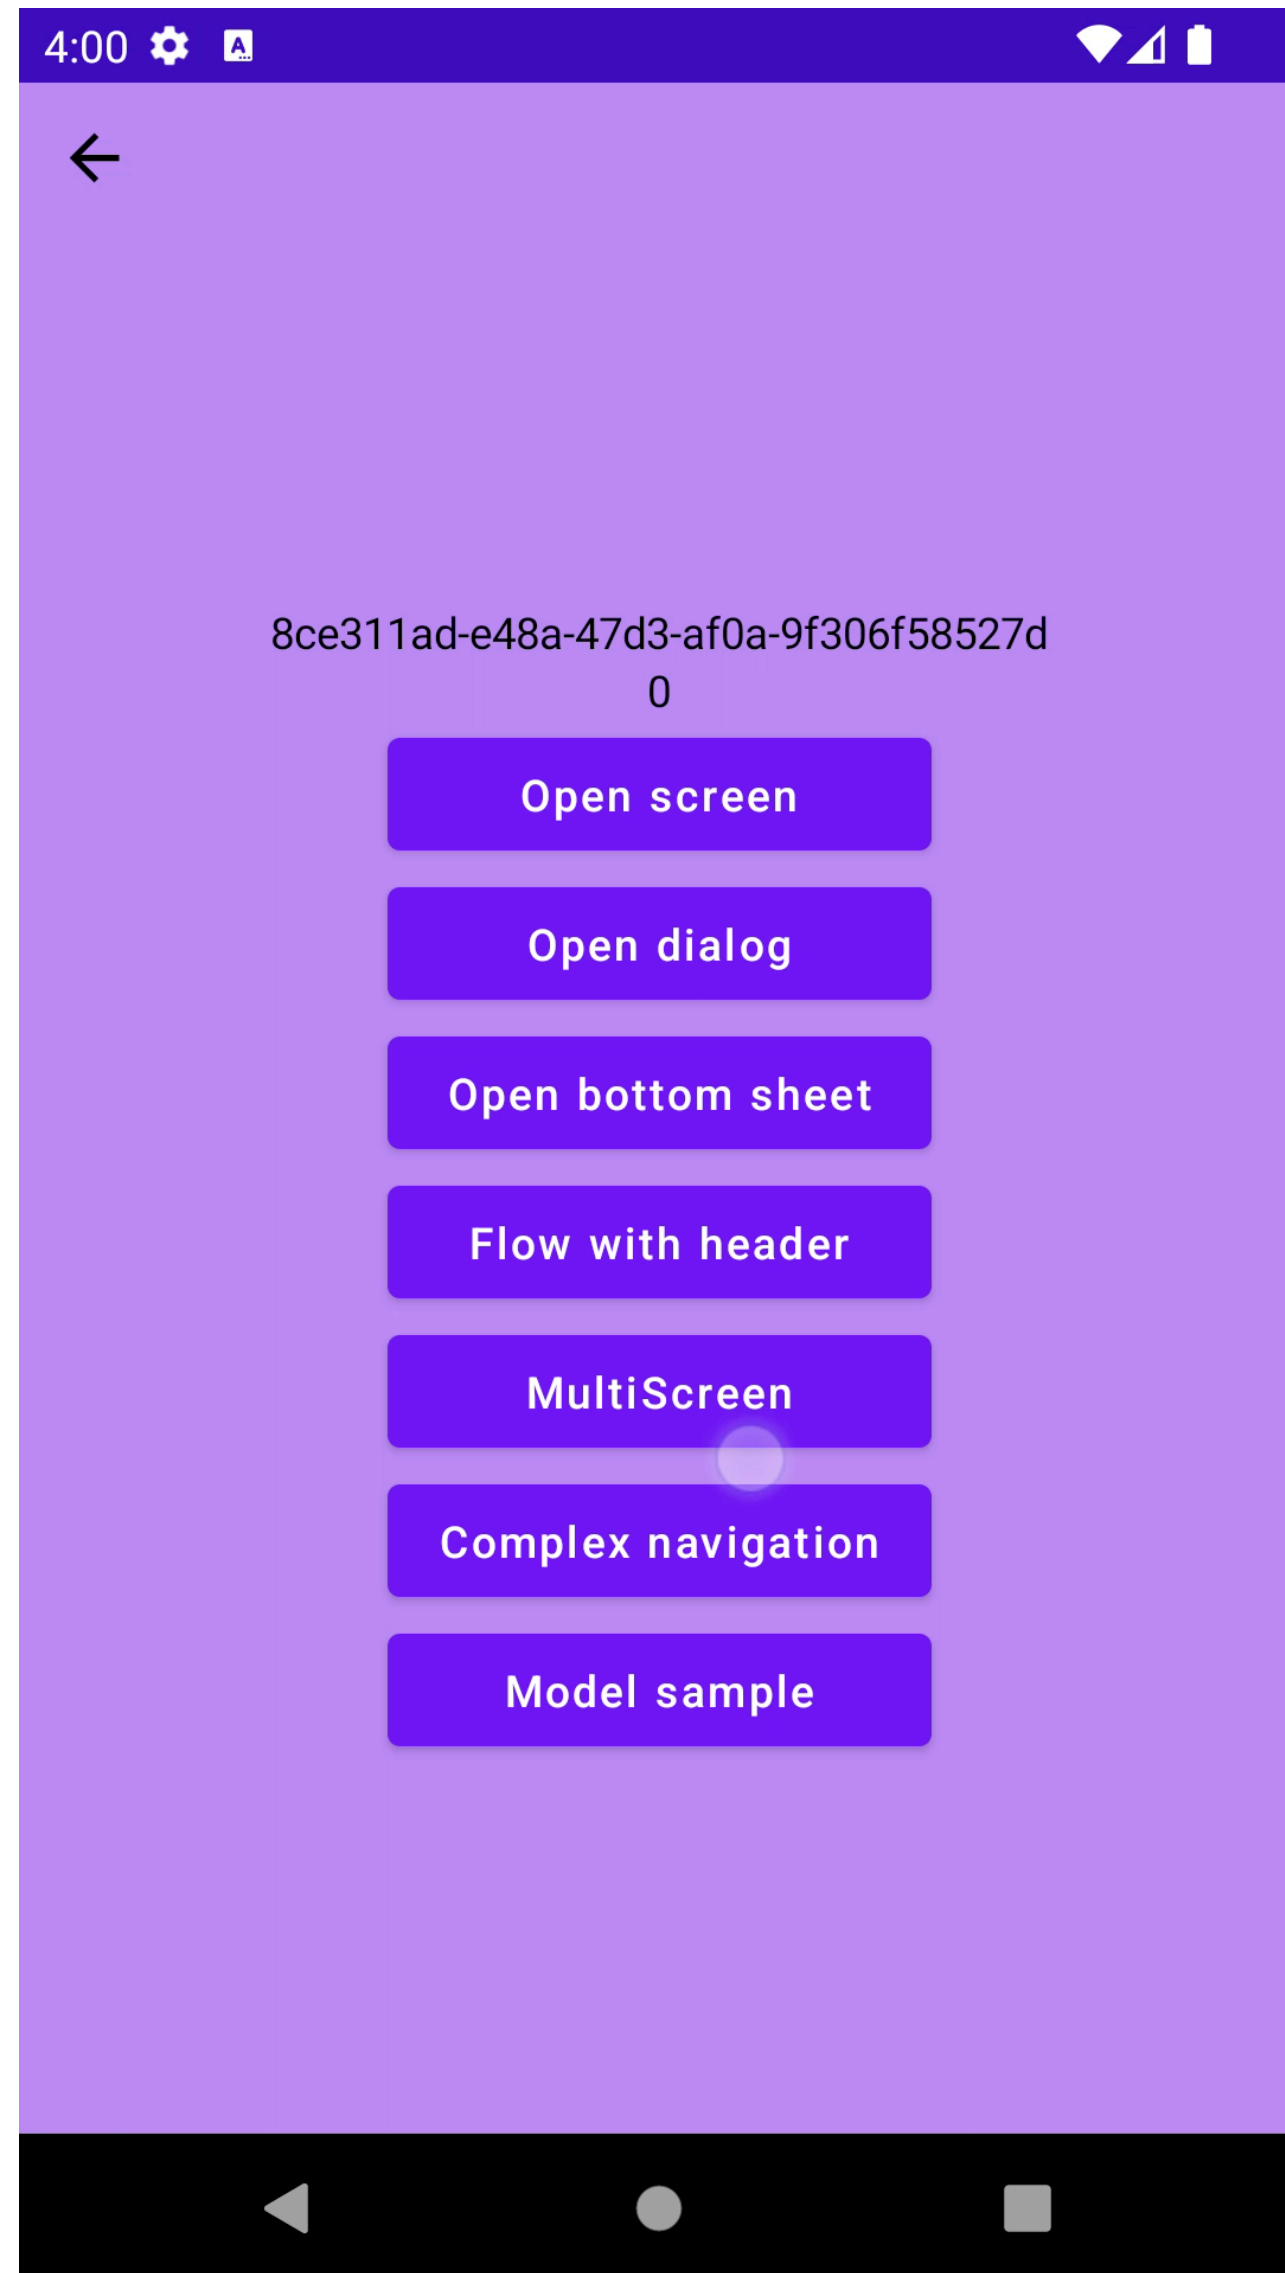 4:00
8ce311ad-e48a-47d3-af0a-9f306f58527d
0
Open screen
Open dialog
Open bottom sheet
Flow with header
MultiScreen
Complex navigation
Model sample